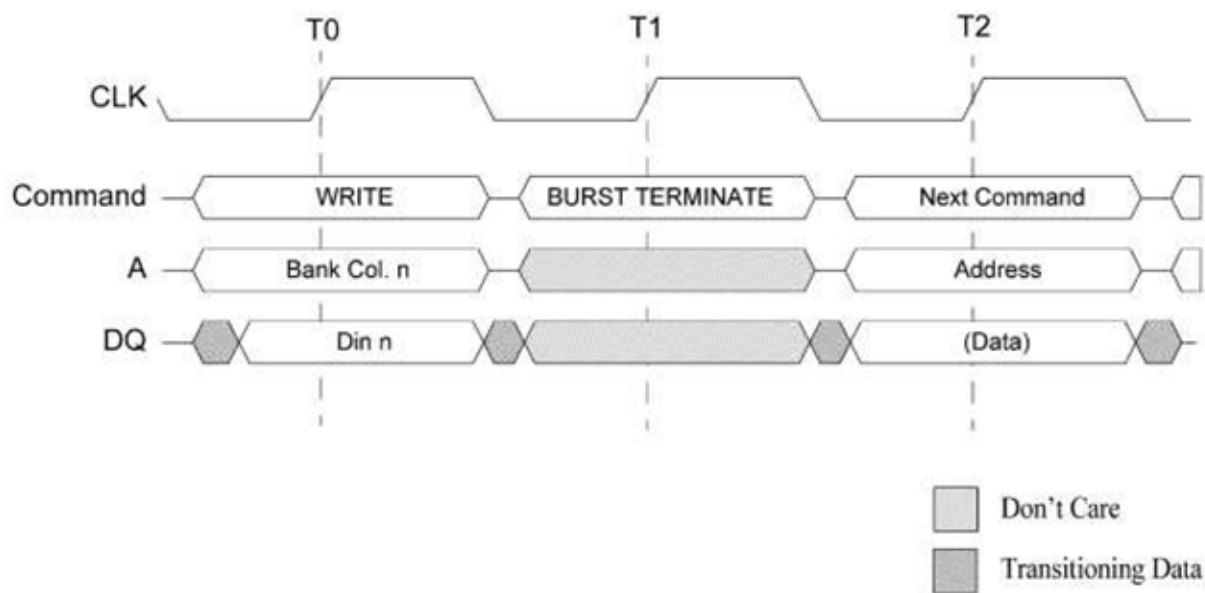 T0 T1 T2
CLK
Command WRITE BURST TERMINATE Next Command
A Bank Col. n Address
DQ Din n (Data)
Don't Care
Transitioning Data